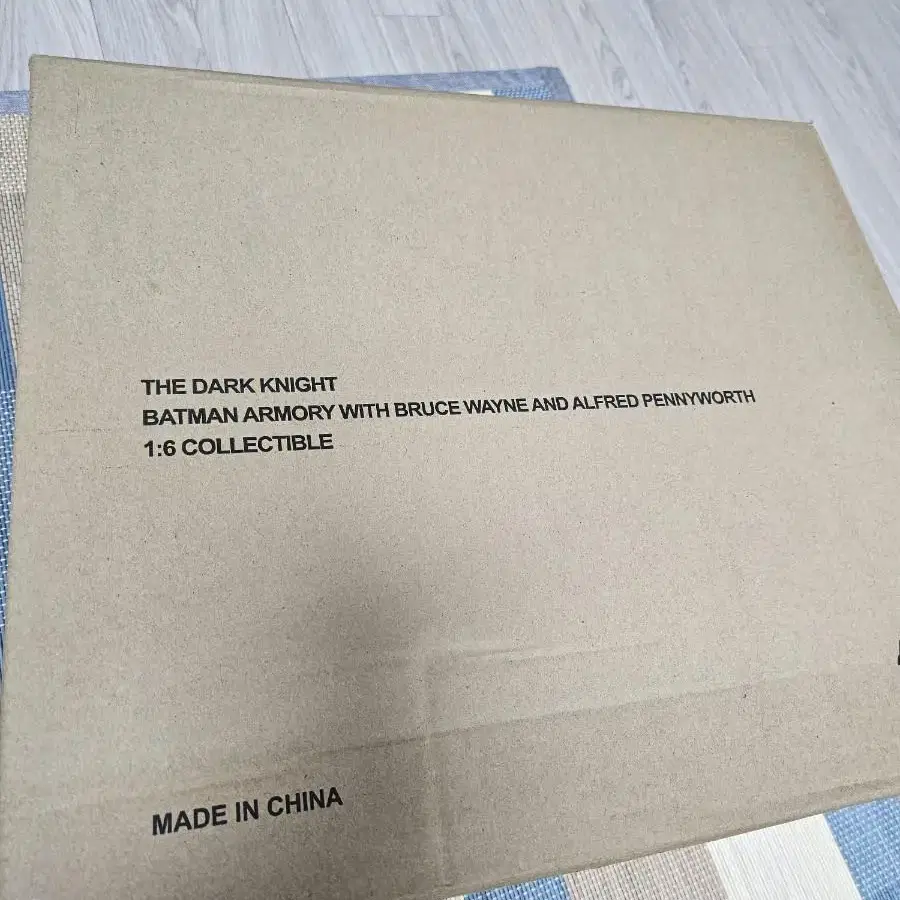 THE DARK KNIGHT
BATMAN ARMORY WITH BRUCE WAYNE AND ALFRED PENNYWORTH
1:6 COLLECTIBLE
MADE IN CHINA